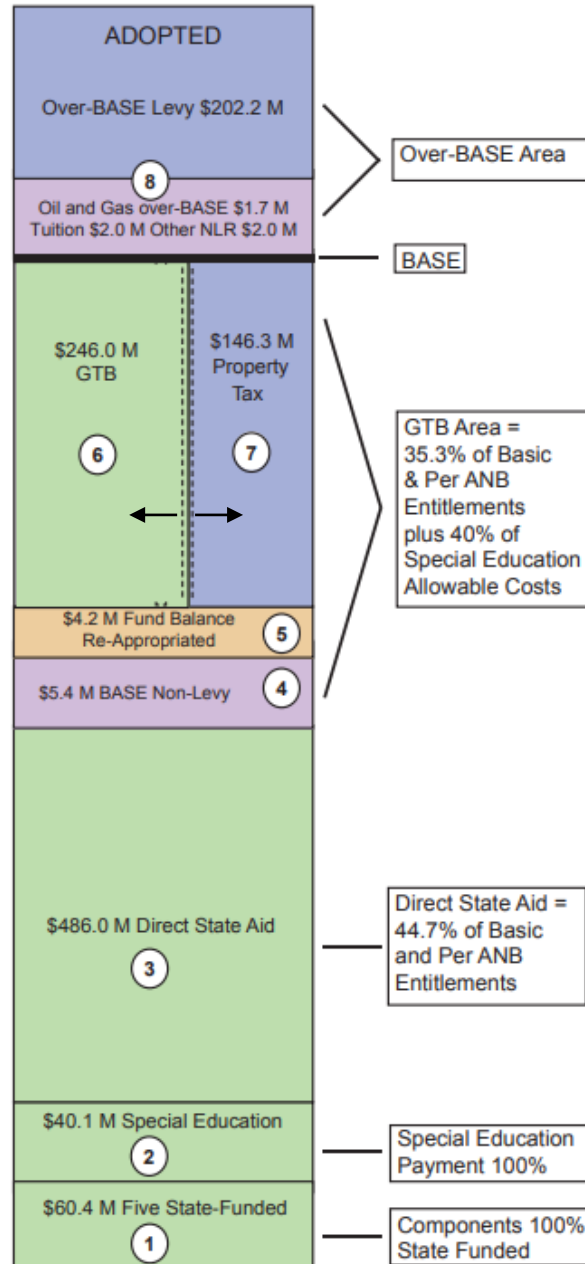 ADOPTED
Over-BASE Levy $202.2 M
8
Oil and Gas over-BASE $1.7 M
Tuition $2.0 M Other NLR $2.0 M
Over-BASE Area
BASE
$246.0 M
GTB
6
$146.3 M
Property
Tax
7
GTB Area =
35.3% of Basic
& Per ANB
Entitlements
plus 40% of
Special Education
Allowable Costs
$4.2 M Fund Balance
Re-Appropriated
5
$5.4 M BASE Non-Levy
4
$486.0 M Direct State Aid
3
Direct State Aid =
44.7% of Basic
and Per ANB
Entitlements
$40.1 M Special Education
2
Special Education
Payment 100%
$60.4 M Five State-Funded
1
Components 100%
State Funded